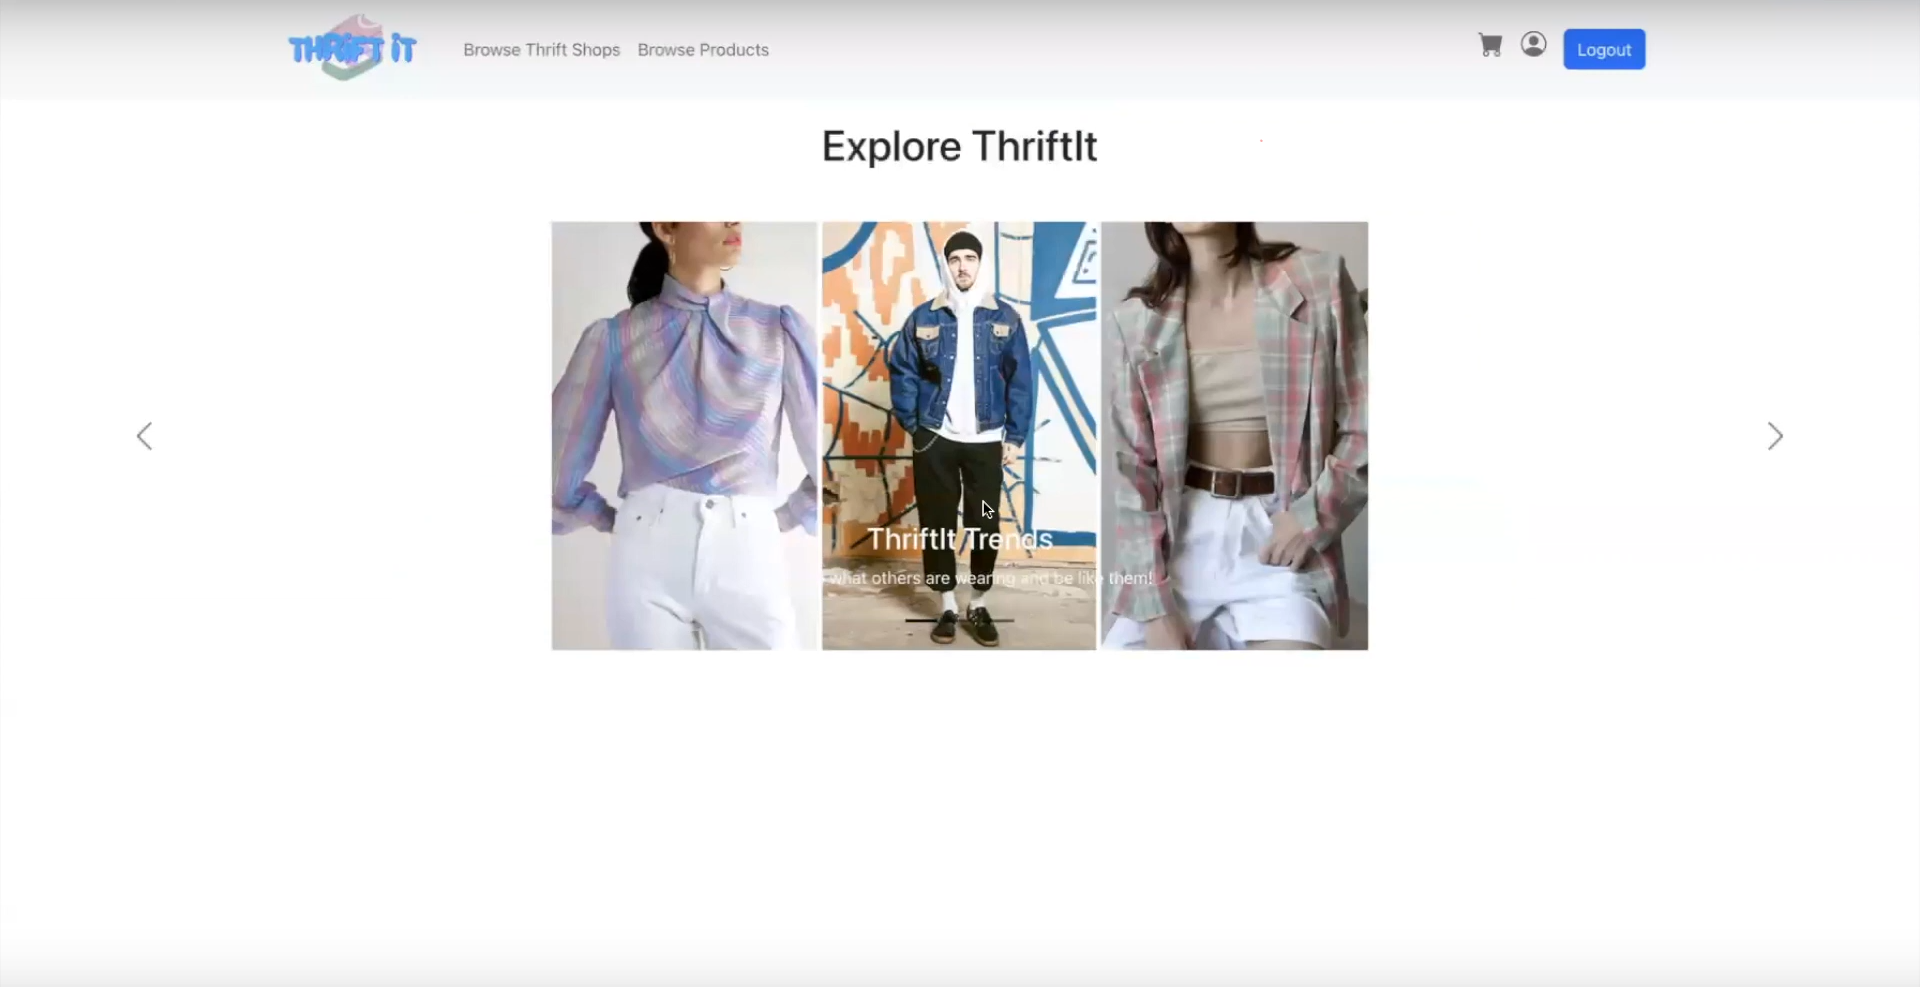 THRIFT IT
Browse Thrift Shops
Browse Products
Logout
Explore ThriftIt
ThriftIt Trends
what others are wearing and be like them!